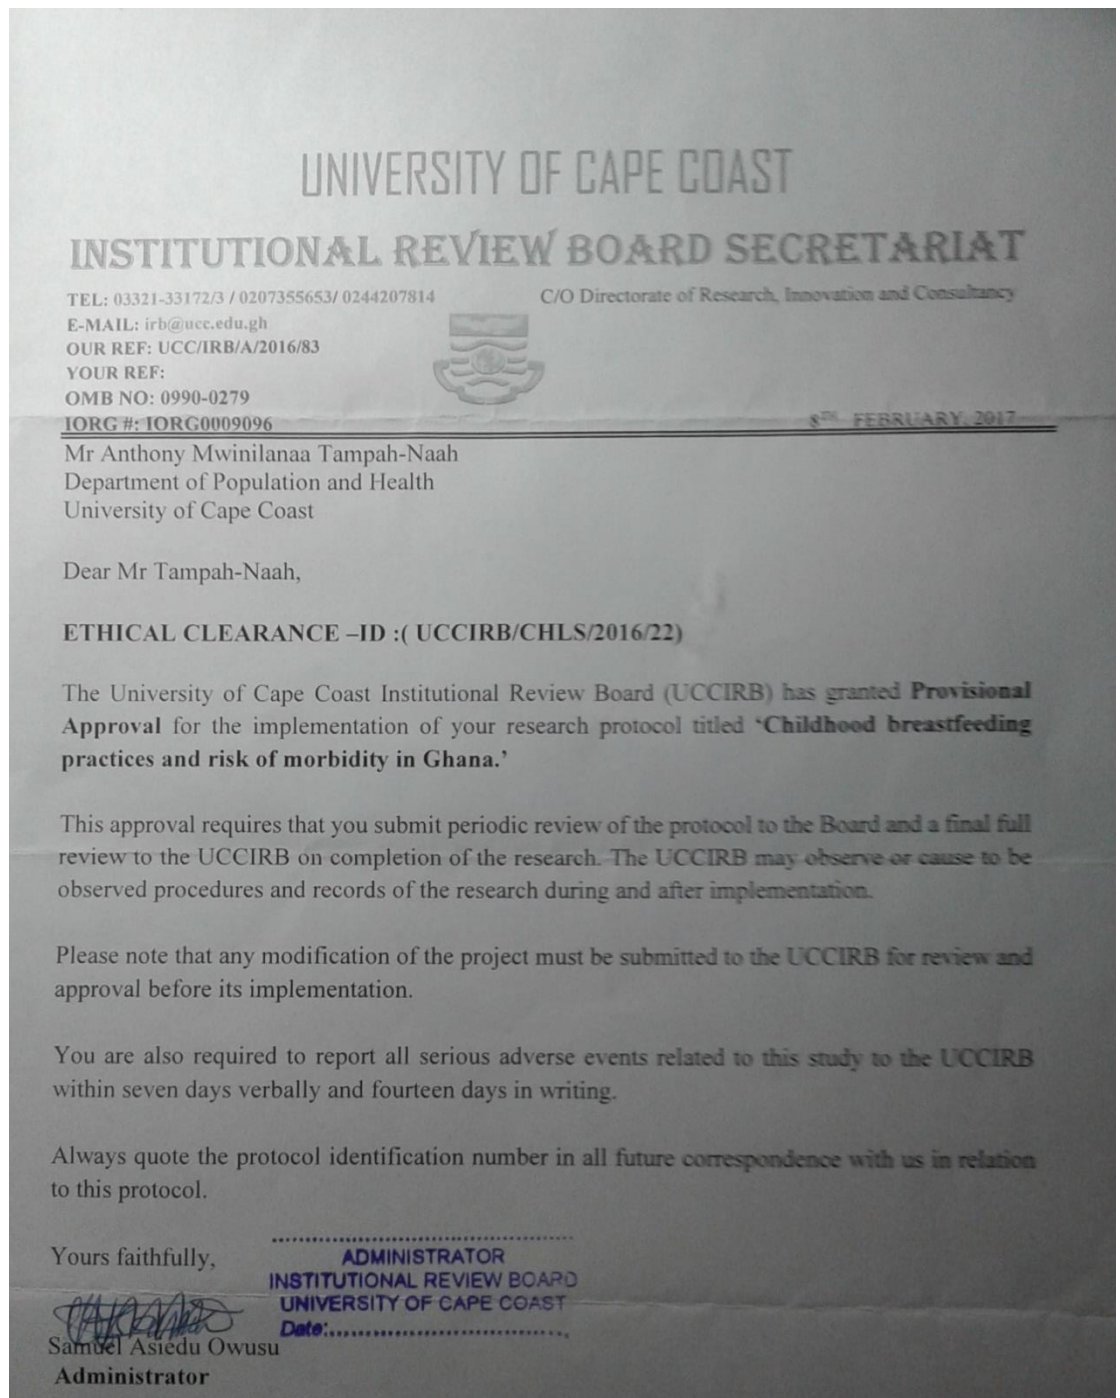 UNIVERSITY OF CAPE COAST
INSTITUTIONAL REVIEW BOARD SECRETARIAT
TEL: 03321-33172/3 / 0207355653/ 0244207814
C/O Directorate of Research, Innovation and Consultancy
E-MAIL: irb@ucc.edu.gh
OUR REF: UCC/IRB/A/2016/83
YOUR REF:
OMB NO: 0990-0279
IORG #: IORG0009096
8TH FEBRUARY, 2017
Mr Anthony Mwinilanaa Tampah-Naah
Department of Population and Health
University of Cape Coast
Dear Mr Tampah-Naah,
ETHICAL CLEARANCE –ID :( UCCIRB/CHLS/2016/22)
The University of Cape Coast Institutional Review Board (UCCIRB) has granted Provisional
Approval for the implementation of your research protocol titled ‘Childhood breastfeeding
practices and risk of morbidity in Ghana.’
This approval requires that you submit periodic review of the protocol to the Board and a final full
review to the UCCIRB on completion of the research. The UCCIRB may observe or cause to be
observed procedures and records of the research during and after implementation.
Please note that any modification of the project must be submitted to the UCCIRB for review and
approval before its implementation.
You are also required to report all serious adverse events related to this study to the UCCIRB
within seven days verbally and fourteen days in writing.
Always quote the protocol identification number in all future correspondence with us in relation
to this protocol.
Yours faithfully,
ADMINISTRATOR
INSTITUTIONAL REVIEW BOARD
UNIVERSITY OF CAPE COAST
Date:..............................
Samuel Asiedu Owusu
Administrator